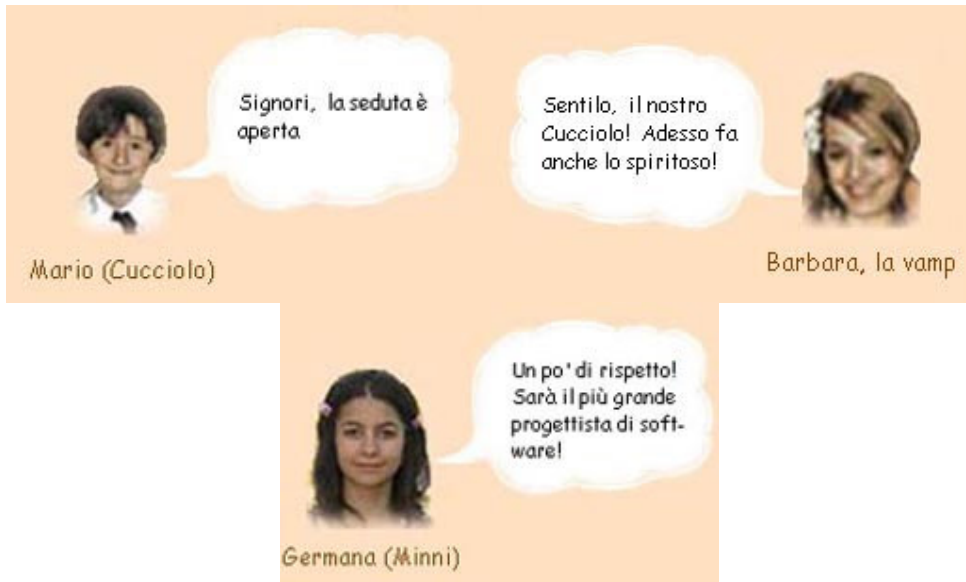 Signori, la seduta è
aperta
Mario (Cucciolo)
Sentilo, il nostro
Cucciolo! Adesso fa
anche lo spiritoso!
Barbara, la vamp
Un po' di rispetto!
Sarà il più grande
progettista di soft-
ware!
Germana (Minni)